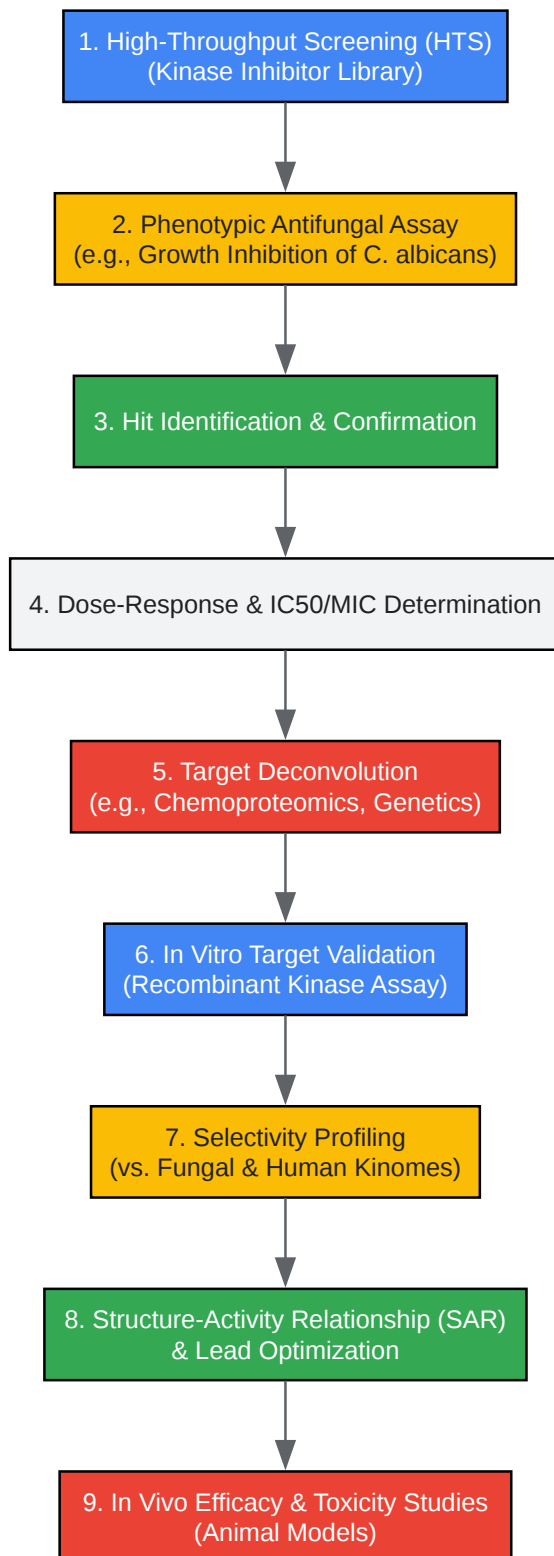 1. High-Throughput Screening (HTS)
(Kinase Inhibitor Library)
2. Phenotypic Antifungal Assay
(e.g., Growth Inhibition of C. albicans)
3. Hit Identification & Confirmation
4. Dose-Response & IC50/MIC Determination
5. Target Deconvolution
(e.g., Chemoproteomics, Genetics)
6. In Vitro Target Validation
(Recombinant Kinase Assay)
7. Selectivity Profiling
(vs. Fungal & Human Kinomes)
8. Structure-Activity Relationship (SAR)
& Lead Optimization
9. In Vivo Efficacy & Toxicity Studies
(Animal Models)